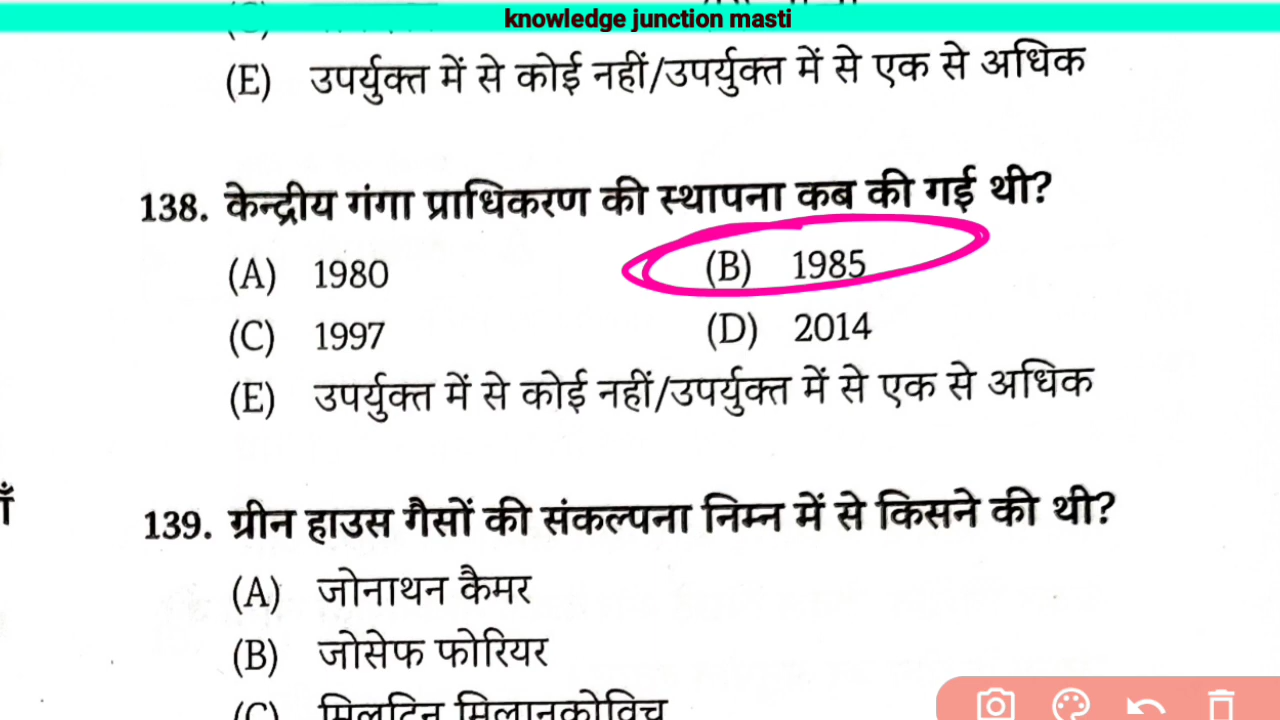 knowledge junction masti
(E) उपर्युक्त में से कोई नहीं/उपर्युक्त में से एक से अधिक
138. केन्द्रीय गंगा प्राधिकरण की स्थापना कब की गई थी?
(A) 1980 (B) 1985
(C) 1997 (D) 2014
(E) उपर्युक्त में से कोई नहीं/उपर्युक्त में से एक से अधिक
139. ग्रीन हाउस गैसों की संकल्पना निम्न में से किसने की थी?
(A) जोनाथन कैमर
(B) जोसेफ फोरियर
(C) मिलुटिन मिलानकोविच